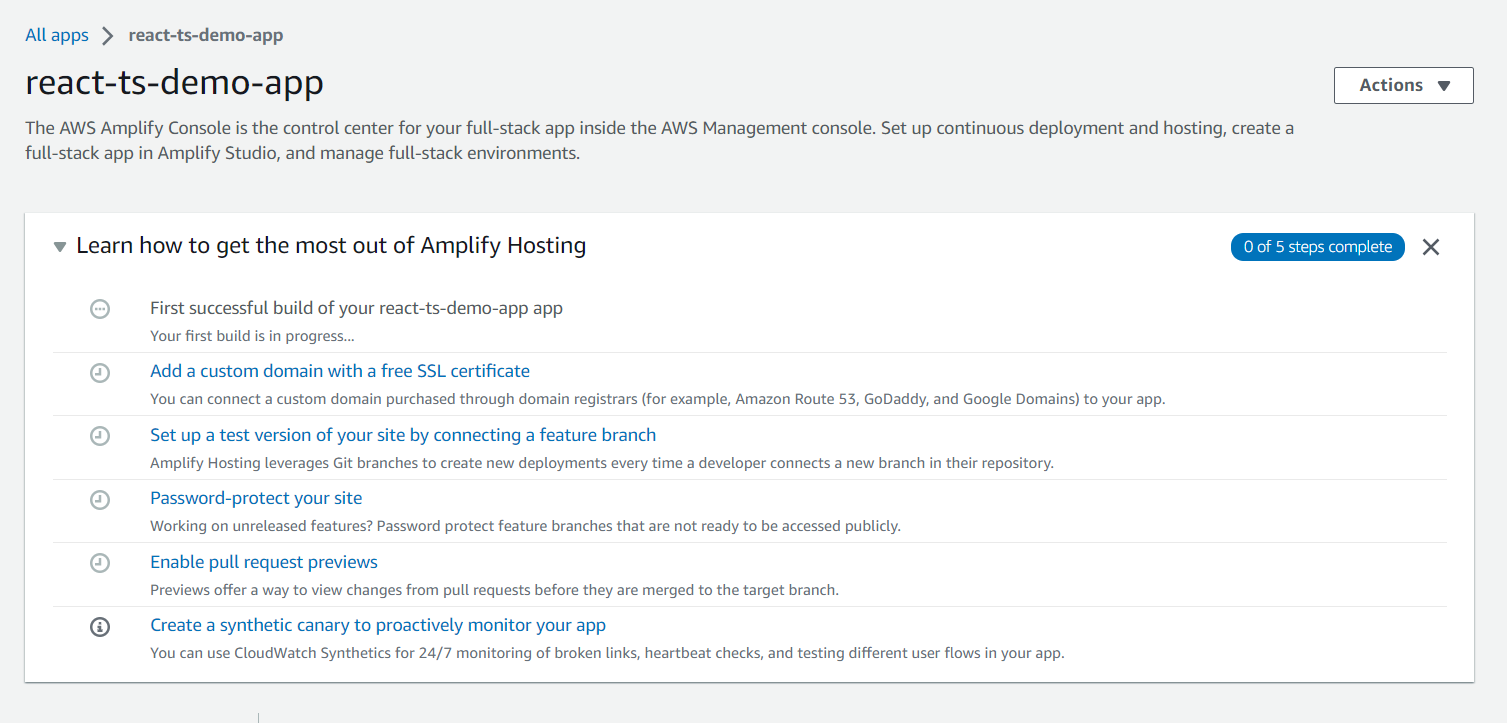 All apps
react-ts-demo-app
react-ts-demo-app
Actions
The AWS Amplify Console is the control center for your full-stack app inside the AWS Management console. Set up continuous deployment and hosting, create a
full-stack app in Amplify Studio, and manage full-stack environments.
Learn how to get the most out of Amplify Hosting
0 of 5 steps complete
First successful build of your react-ts-demo-app app
Your first build is in progress...
Add a custom domain with a free SSL certificate
You can connect a custom domain purchased through domain registrars (for example, Amazon Route 53, GoDaddy, and Google Domains) to your app.
Set up a test version of your site by connecting a feature branch
Amplify Hosting leverages Git branches to create new deployments every time a developer connects a new branch in their repository.
Password-protect your site
Working on unreleased features? Password protect feature branches that are not ready to be accessed publicly.
Enable pull request previews
Previews offer a way to view changes from pull requests before they are merged to the target branch.
Create a synthetic canary to proactively monitor your app
You can use CloudWatch Synthetics for 24/7 monitoring of broken links, heartbeat checks, and testing different user flows in your app.